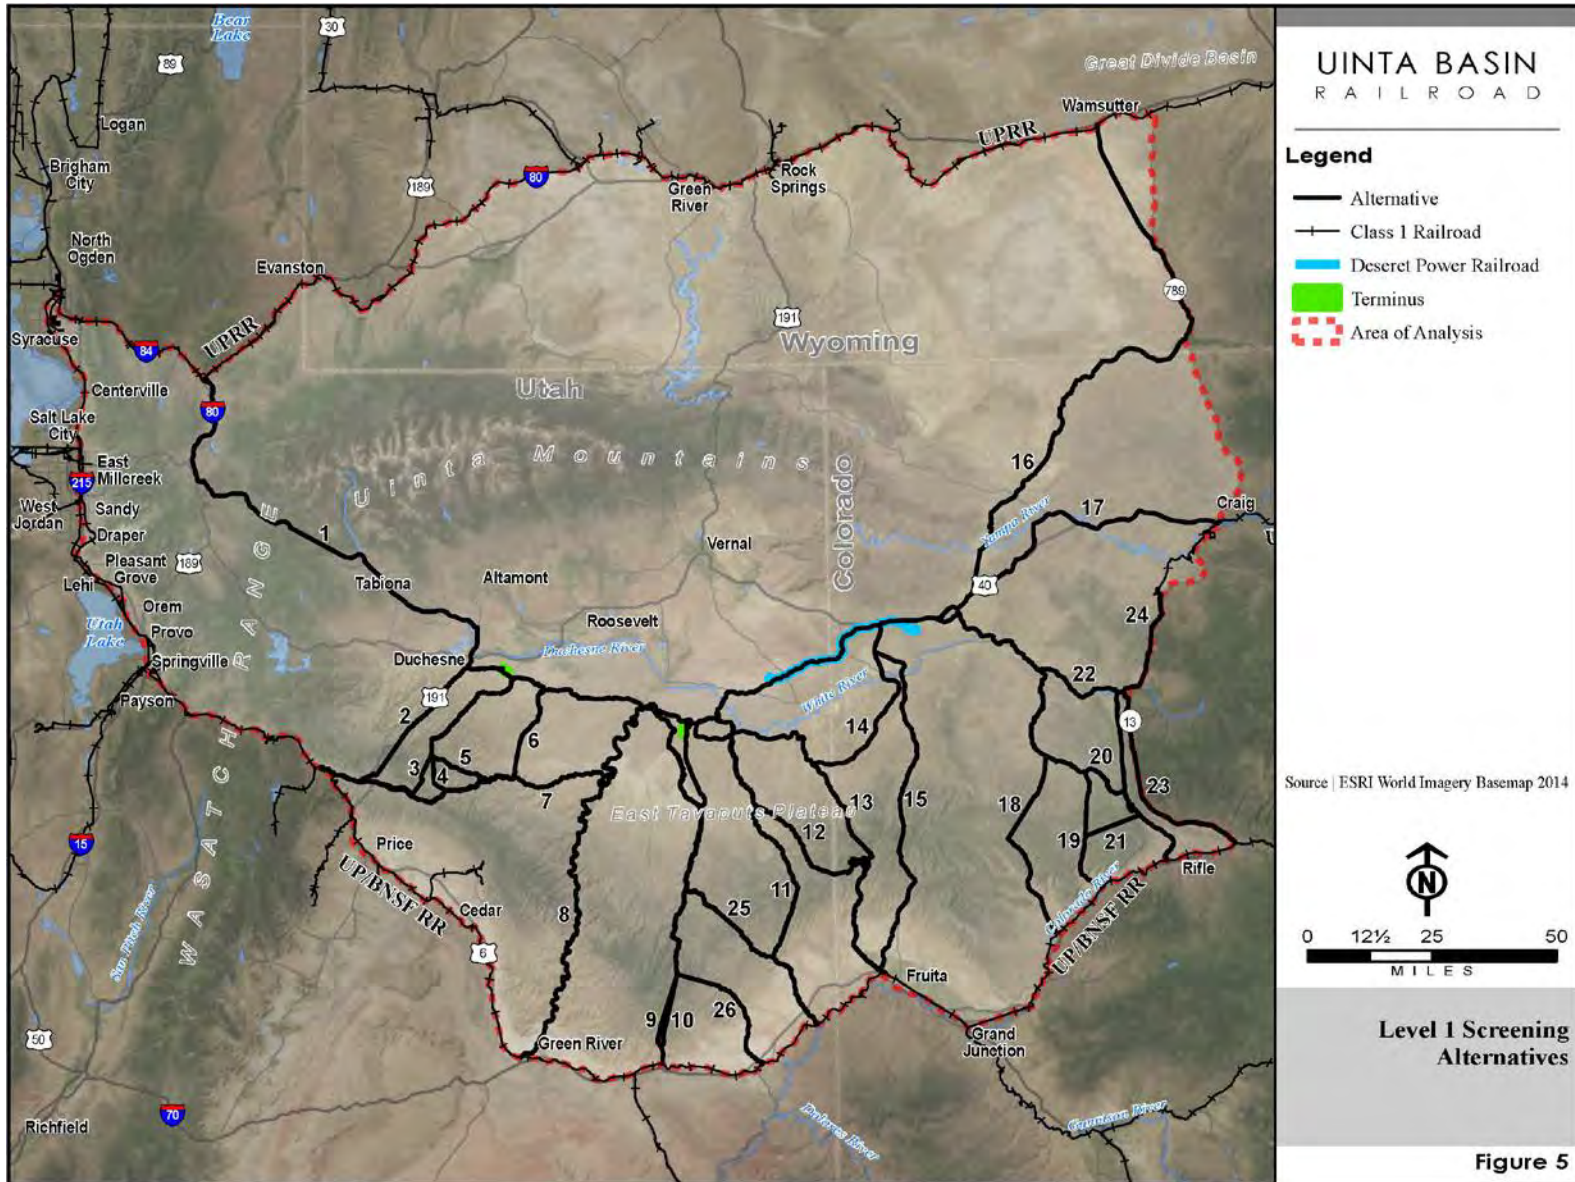 Bear
Lake
30
89
Great Divide Basin
Wamsutter
Logan
UPRR
Brigham
City
80
189
Green
River
Rock
Springs
North
Ogden
Evanston
789
191
Syracuse
84
UPRR
Wyoming
Utah
Centerville
80
Salt Lake
City
Uinta Mountains
East
Millcreek
215
16
Colorado
West
Jordan
Sandy
17
Craig
Draper
1
Yampa River
Vernal
Pleasant
Grove
189
Lehi
Tabiona
Altamont
40
Orem
24
Utah
Lake
Provo
Roosevelt
Duchesne River
Springville
Duchesne
White River
22
Payson
191
2
13
14
6
5
3
4
7
20
23
15
13
18
East Tavaputs Plateau
12
19
21
15
Price
Rifle
WASATCH RANGE
UP/BNSF RR
Colorado River
11
25
8
Cedar
UP/BNSF RR
San Pitch River
6
Fruita
9
10
26
50
Green River
Grand
Junction
70
Richfield
Dolores River
Gunnison River
U
UINTA BASIN
RAILROAD
Legend
Alternative
Class 1 Railroad
Deseret Power Railroad
Terminus
Area of Analysis
Source | ESRI World Imagery Basemap 2014
N
0 12½ 25 50
MILES
Level 1 Screening
Alternatives
Figure 5